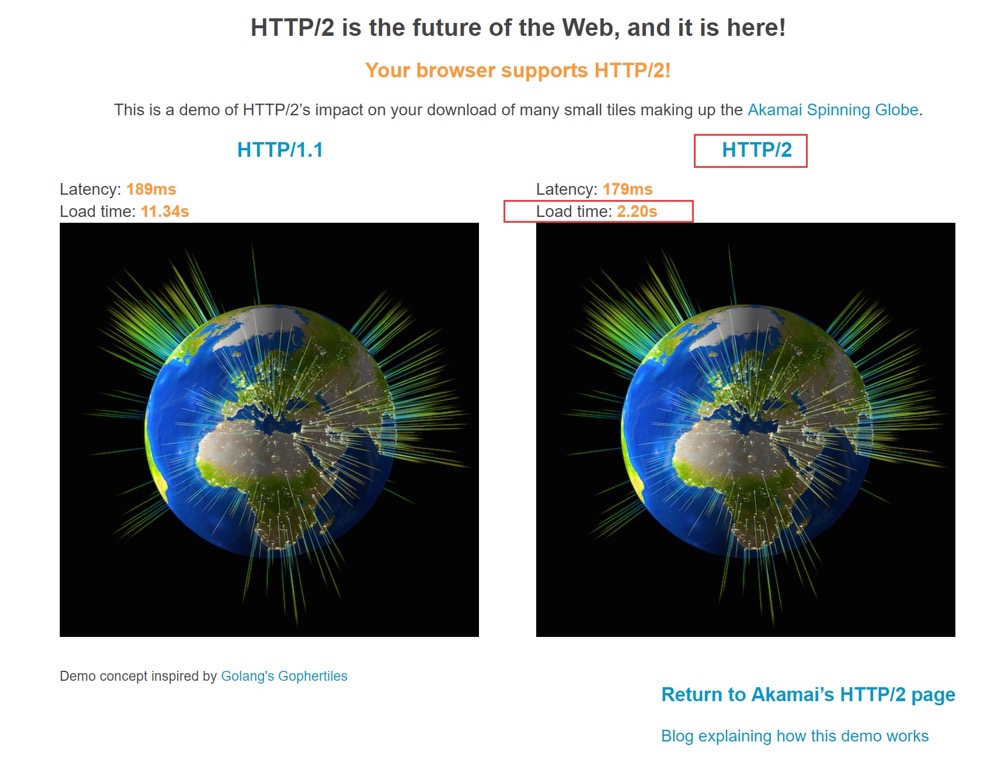 HTTP/2 is the future of the Web, and it is here!
Your browser supports HTTP/2!
This is a demo of HTTP/2’s impact on your download of many small tiles making up the Akamai Spinning Globe.
HTTP/1.1
Latency: 189ms
Load time: 11.34s
HTTP/2
Latency: 179ms
Load time: 2.20s
Demo concept inspired by Golang's Gophertiles
Return to Akamai’s HTTP/2 page
Blog explaining how this demo works